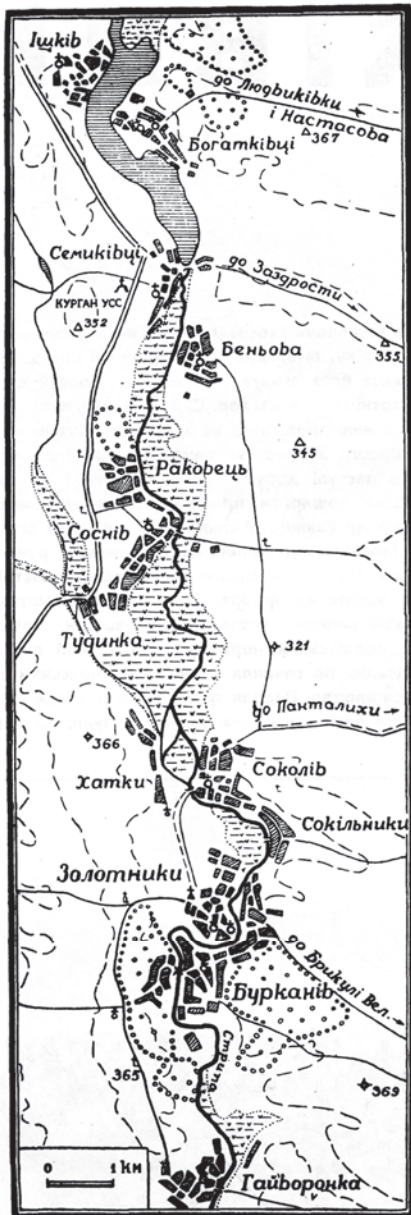 Ішків
до Людвиківки
і Настасова
367
Богатківці
Семиківці
до Заздрости
КУРГАН УСС
352
355
Беньова
345
Раковець
Соснів
Тудинка
321
до Панталихи
366
Хатки
Соколів
Сокільники
Золотники
до Брикулі Вел.
Бурканів
Стрипа
365
369
0 1 км
Гайворонка